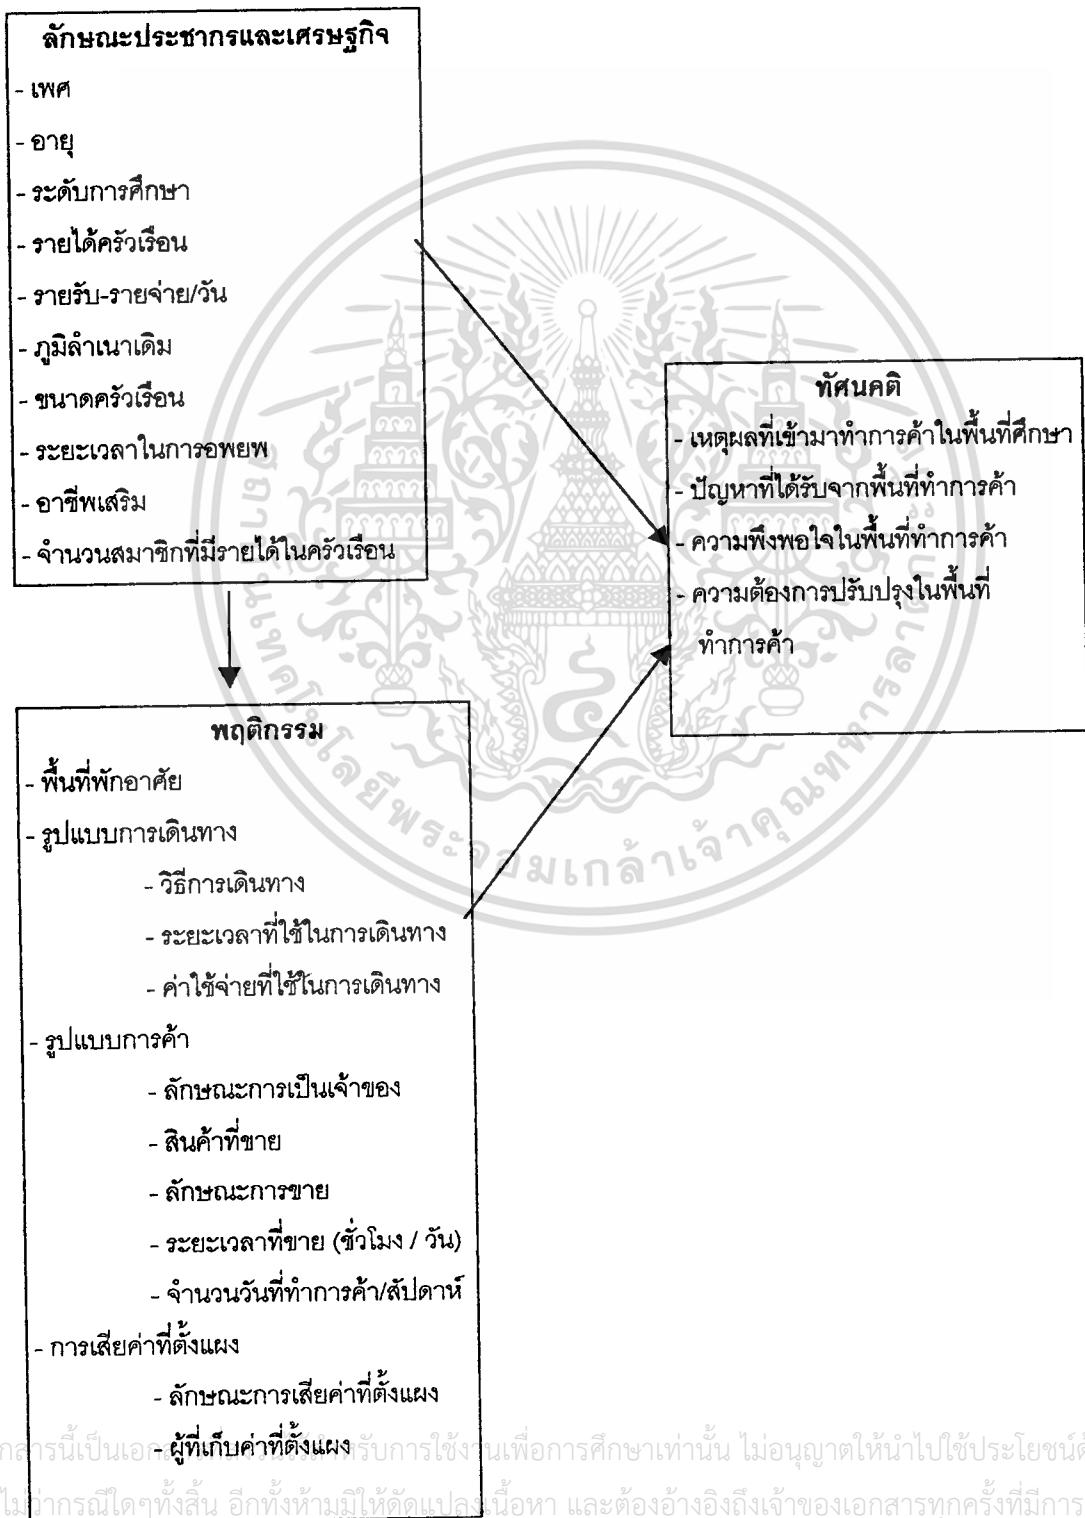 ลักษณะประชากรและเศรษฐกิจ
- เพศ
- อายุ
- ระดับการศึกษา
- รายได้ครัวเรือน
- รายรับ-รายจ่าย/วัน
- ภูมิลำเนาเดิม
- ขนาดครัวเรือน
- ระยะเวลาในการอพยพ
- อาชีพเสริม
- จำนวนสมาชิกที่มีรายได้ในครัวเรือน
ทัศนคติ
- เหตุผลที่เข้ามาทำการค้าในพื้นที่ศึกษา
- ปัญหาที่ได้รับจากพื้นที่ทำการค้า
- ความพึงพอใจในพื้นที่ทำการค้า
- ความต้องการปรับปรุงในพื้นที่
ทำการค้า
พฤติกรรม
- พื้นที่พักอาศัย
- รูปแบบการเดินทาง
- วิธีการเดินทาง
- ระยะเวลาที่ใช้ในการเดินทาง
- ค่าใช้จ่ายที่ใช้ในการเดินทาง
- รูปแบบการค้า
- ลักษณะการเป็นเจ้าของ
- สินค้าที่ขาย
- ลักษณะการขาย
- ระยะเวลาที่ขาย (ชั่วโมง / วัน)
- จำนวนวันที่ทำการค้า/สัปดาห์
- การเสียค่าที่ตั้งแผง
- ลักษณะการเสียค่าที่ตั้งแผง
- ผู้ที่เก็บค่าที่ตั้งแผง
กสารนี้เป็นเอกสาร รับการใช้งานเพื่อการศึกษาเท่านั้น ไม่อนุญาตให้นำไปใช้ประโยชน์ด้
ไม่ว่ากรณีใดๆทั้งสิ้น อีกทั้งห้ามมิให้ดัดแปลงเนื้อหา และต้องอ้างอิงถึงเจ้าของเอกสารทุกครั้งที่มีการ